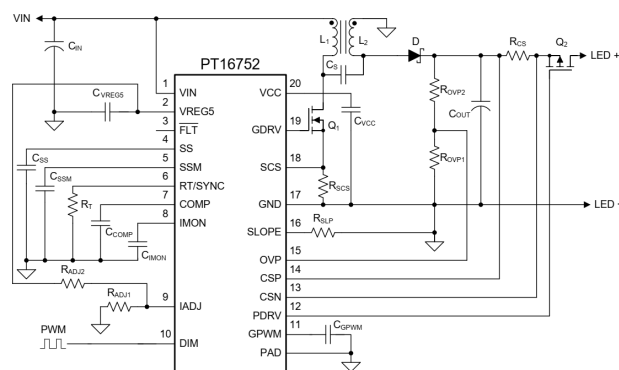 VIN
L1
L2
CIN
CS
D
RCS
Q2
LED +
PT16752
CVREG5
1
VIN
2
VREG5
3
FLT
4
SS
5
SSM
6
RT/SYNC
7
COMP
8
IMON
9
IADJ
10
DIM
20
VCC
19
GDRV
18
SCS
17
GND
16
SLOPE
15
OVP
14
CSP
13
CSN
12
PDRV
11
GPWM
PAD
CSS
CSSM
RT
CCOMP
CIMON
RADJ2
RADJ1
PWM
Q1
CVCC
RSCS
RSLP
ROVP2
ROVP1
COUT
LED -
CGPWM